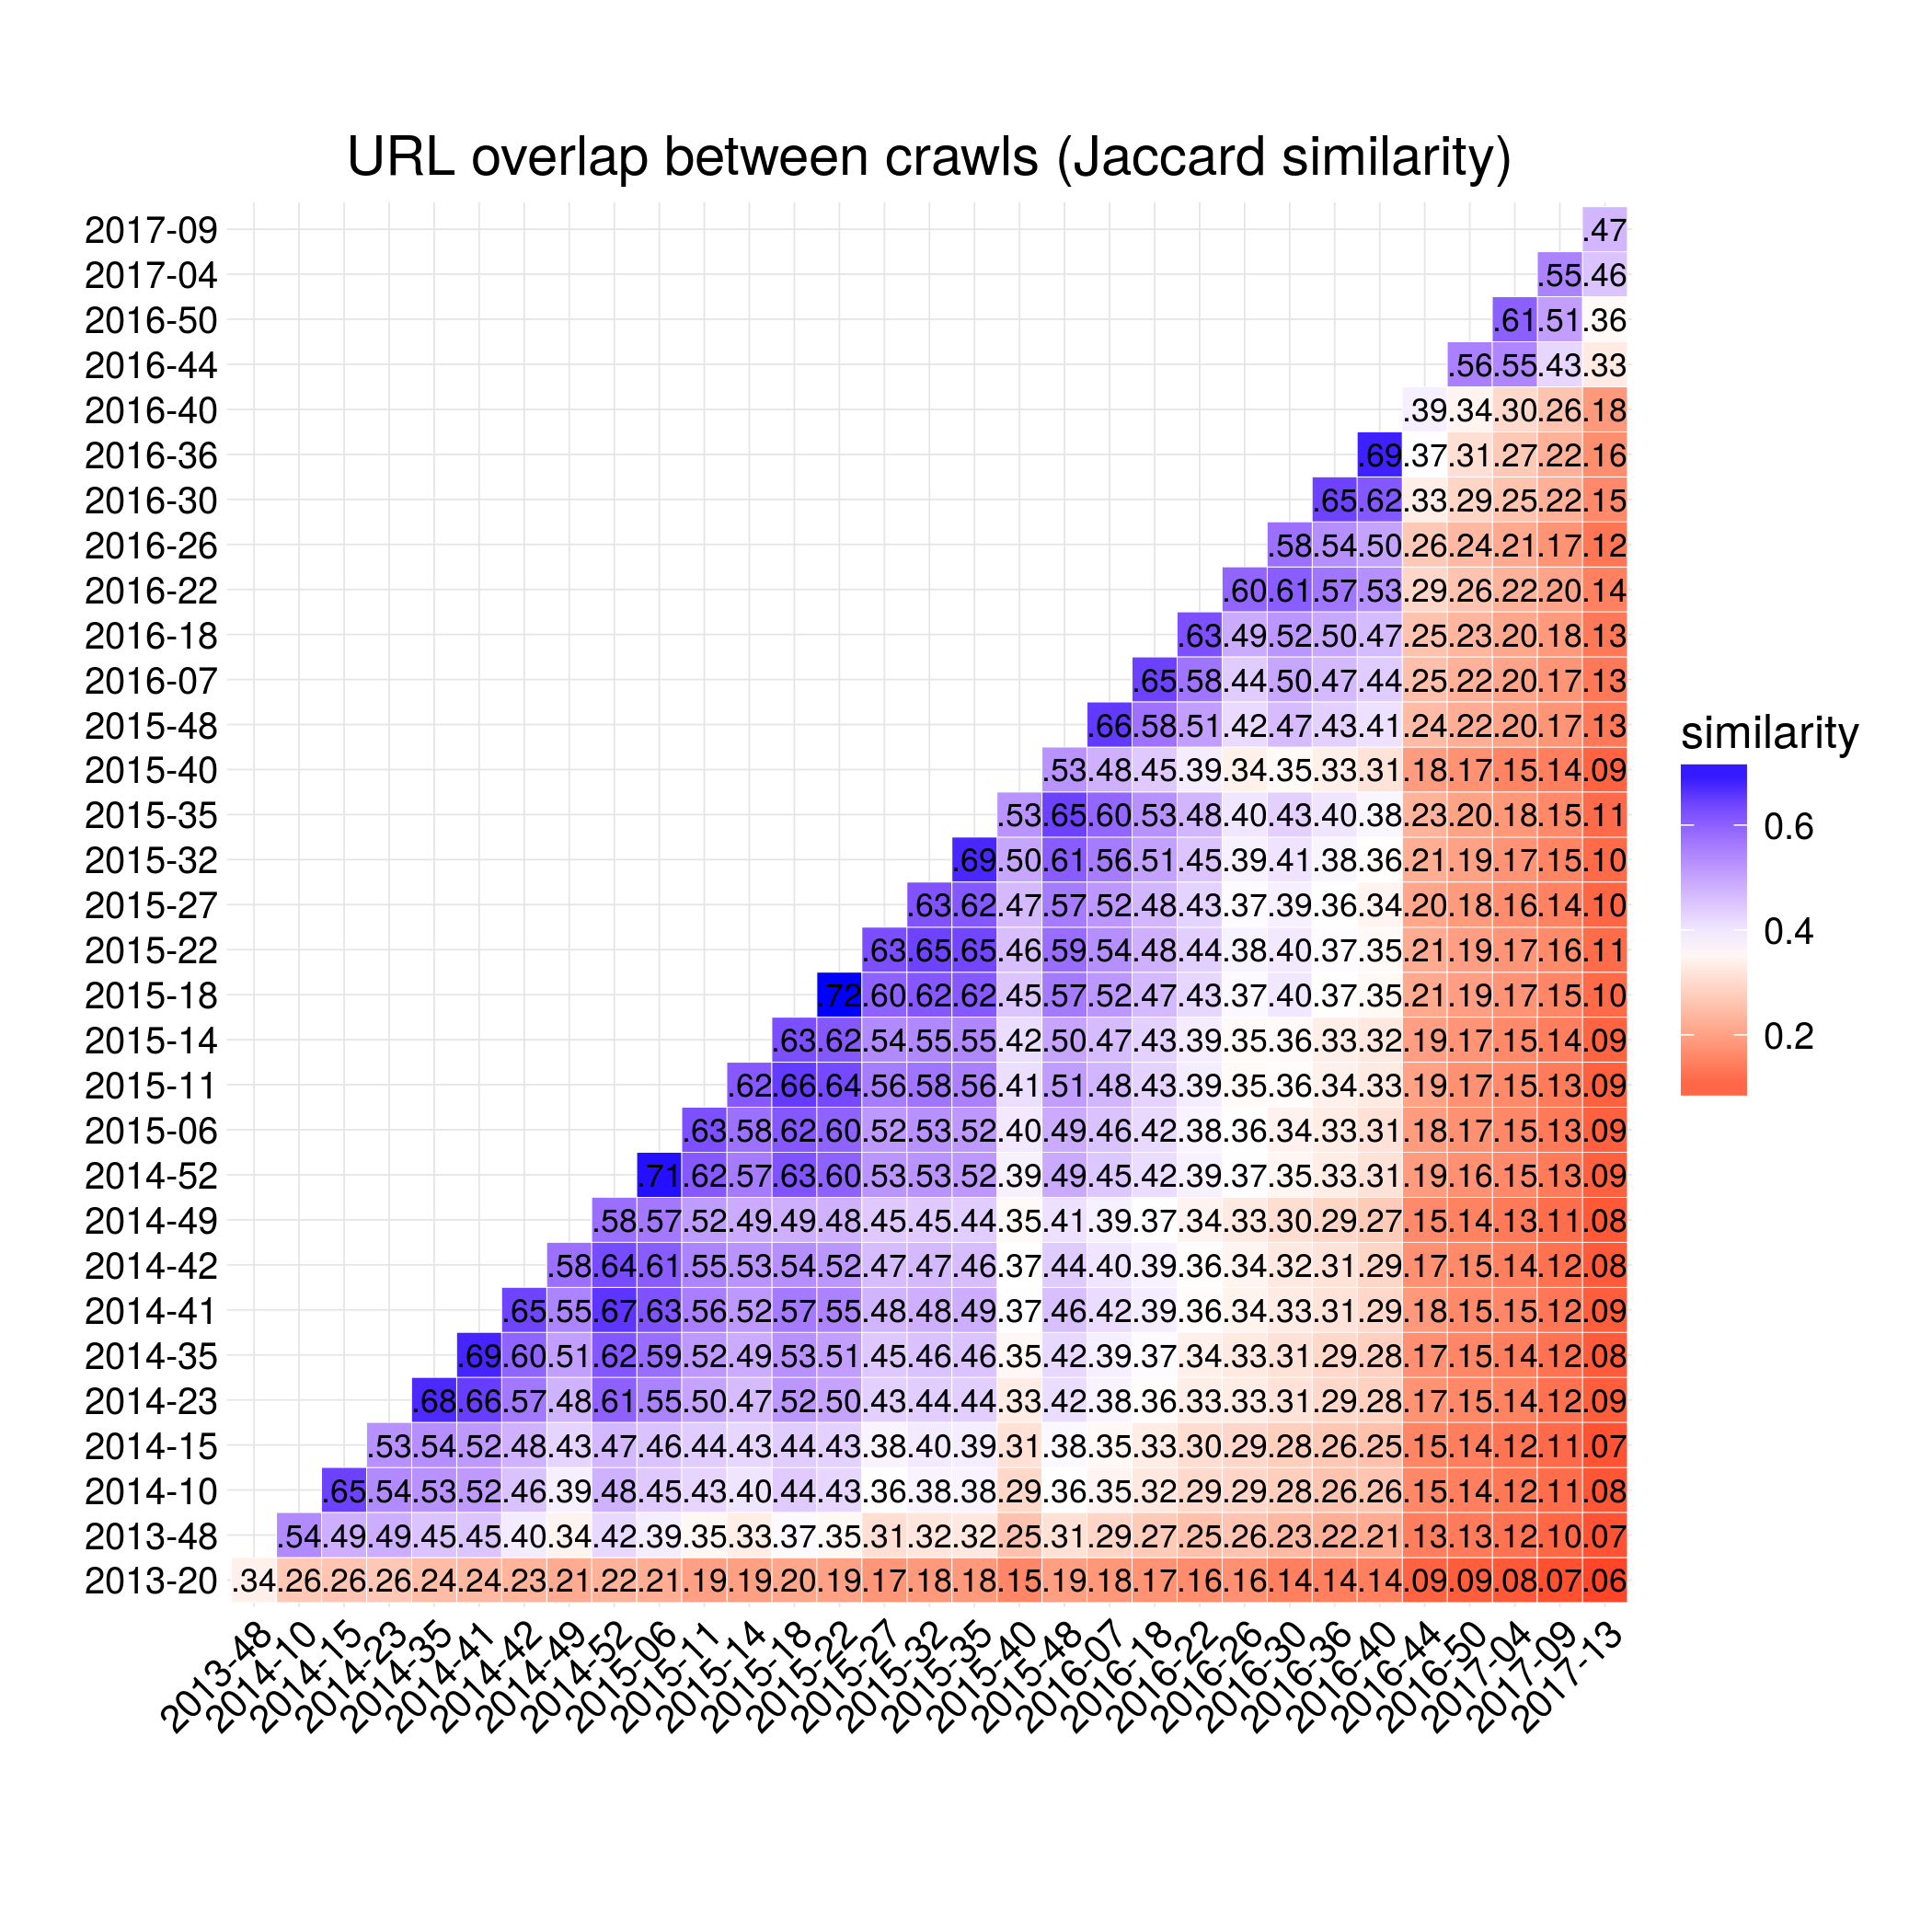 URL overlap between crawls (Jaccard similarity)
2017-09 .47
2017-04 .55 .46
2016-50 .61 .51 .36
2016-44 .56 .55 .43 .33
2016-40 .39 .34 .30 .26 .18
2016-36 .69 .37 .31 .27 .22 .16
2016-30 .65 .62 .33 .29 .25 .22 .15
2016-26 .58 .54 .50 .26 .24 .21 .17 .12
2016-22 .60 .61 .57 .53 .29 .26 .22 .20 .14
2016-18 .63 .49 .52 .50 .47 .25 .23 .20 .18 .13
2016-07 .65 .58 .44 .50 .47 .44 .25 .22 .20 .17 .13
2015-48 .66 .58 .51 .42 .47 .43 .41 .24 .22 .20 .17 .13
2015-40 .53 .48 .45 .39 .34 .35 .33 .31 .18 .17 .15 .14 .09
2015-35 .53 .65 .60 .53 .48 .40 .43 .40 .38 .23 .20 .18 .15 .11
2015-32 .69 .50 .61 .56 .51 .45 .39 .41 .38 .36 .21 .19 .17 .15 .10
2015-27 .63 .62 .47 .57 .52 .48 .43 .37 .39 .36 .34 .20 .18 .16 .14 .10
2015-22 .63 .65 .65 .46 .59 .54 .48 .44 .38 .40 .37 .35 .21 .19 .17 .16 .11
2015-18 .72 .60 .62 .62 .45 .57 .52 .47 .43 .37 .40 .37 .35 .21 .19 .17 .15 .10
2015-14 .63 .62 .54 .55 .55 .42 .50 .47 .43 .39 .35 .36 .33 .32 .19 .17 .15 .14 .09
2015-11 .62 .66 .64 .56 .58 .56 .41 .51 .48 .43 .39 .35 .36 .34 .33 .19 .17 .15 .13 .09
2015-06 .63 .58 .62 .60 .52 .53 .52 .40 .49 .46 .42 .38 .36 .34 .33 .31 .18 .17 .15 .13 .09
2014-52 .71 .62 .57 .63 .60 .53 .53 .52 .39 .49 .45 .42 .39 .37 .35 .33 .31 .19 .16 .15 .13 .09
2014-49 .58 .57 .52 .49 .49 .48 .45 .45 .44 .35 .41 .39 .37 .34 .33 .30 .29 .27 .15 .14 .13 .11 .08
2014-42 .58 .64 .61 .55 .53 .54 .52 .47 .47 .46 .37 .44 .40 .39 .36 .34 .32 .31 .29 .17 .15 .14 .12 .08
2014-41 .65 .55 .67 .63 .56 .52 .57 .55 .48 .48 .49 .37 .46 .42 .39 .36 .34 .33 .31 .29 .18 .15 .15 .12 .09
2014-35 .69 .60 .51 .62 .59 .52 .49 .53 .51 .45 .46 .46 .35 .42 .39 .37 .34 .33 .31 .29 .28 .17 .15 .14 .12 .08
2014-23 .68 .66 .57 .48 .61 .55 .50 .47 .52 .50 .43 .44 .44 .33 .42 .38 .36 .33 .33 .31 .29 .28 .17 .15 .14 .12 .09
2014-15 .53 .54 .52 .48 .43 .47 .46 .44 .43 .44 .43 .38 .40 .39 .31 .38 .35 .33 .30 .29 .28 .26 .25 .15 .14 .12 .11 .07
2014-10 .65 .54 .53 .52 .46 .39 .48 .45 .43 .40 .44 .43 .36 .38 .38 .29 .36 .35 .32 .29 .29 .28 .26 .26 .15 .14 .12 .11 .08
2013-48 .54 .49 .49 .45 .45 .40 .34 .42 .39 .35 .33 .37 .35 .31 .32 .32 .25 .31 .29 .27 .25 .26 .23 .22 .21 .13 .13 .12 .10 .07
2013-20 .34 .26 .26 .26 .24 .24 .23 .21 .22 .21 .19 .19 .20 .19 .17 .18 .18 .15 .19 .18 .17 .16 .16 .14 .14 .14 .09 .09 .08 .07 .06
2013-48 2014-10 2014-15 2014-23 2014-35 2014-41 2014-42 2014-49 2014-52 2015-06 2015-11 2015-14 2015-18 2015-22 2015-27 2015-32 2015-35 2015-40 2015-48 2016-07 2016-18 2016-22 2016-26 2016-30 2016-36 2016-40 2016-44 2016-50 2017-04 2017-09 2017-13
similarity
0.6
0.4
0.2